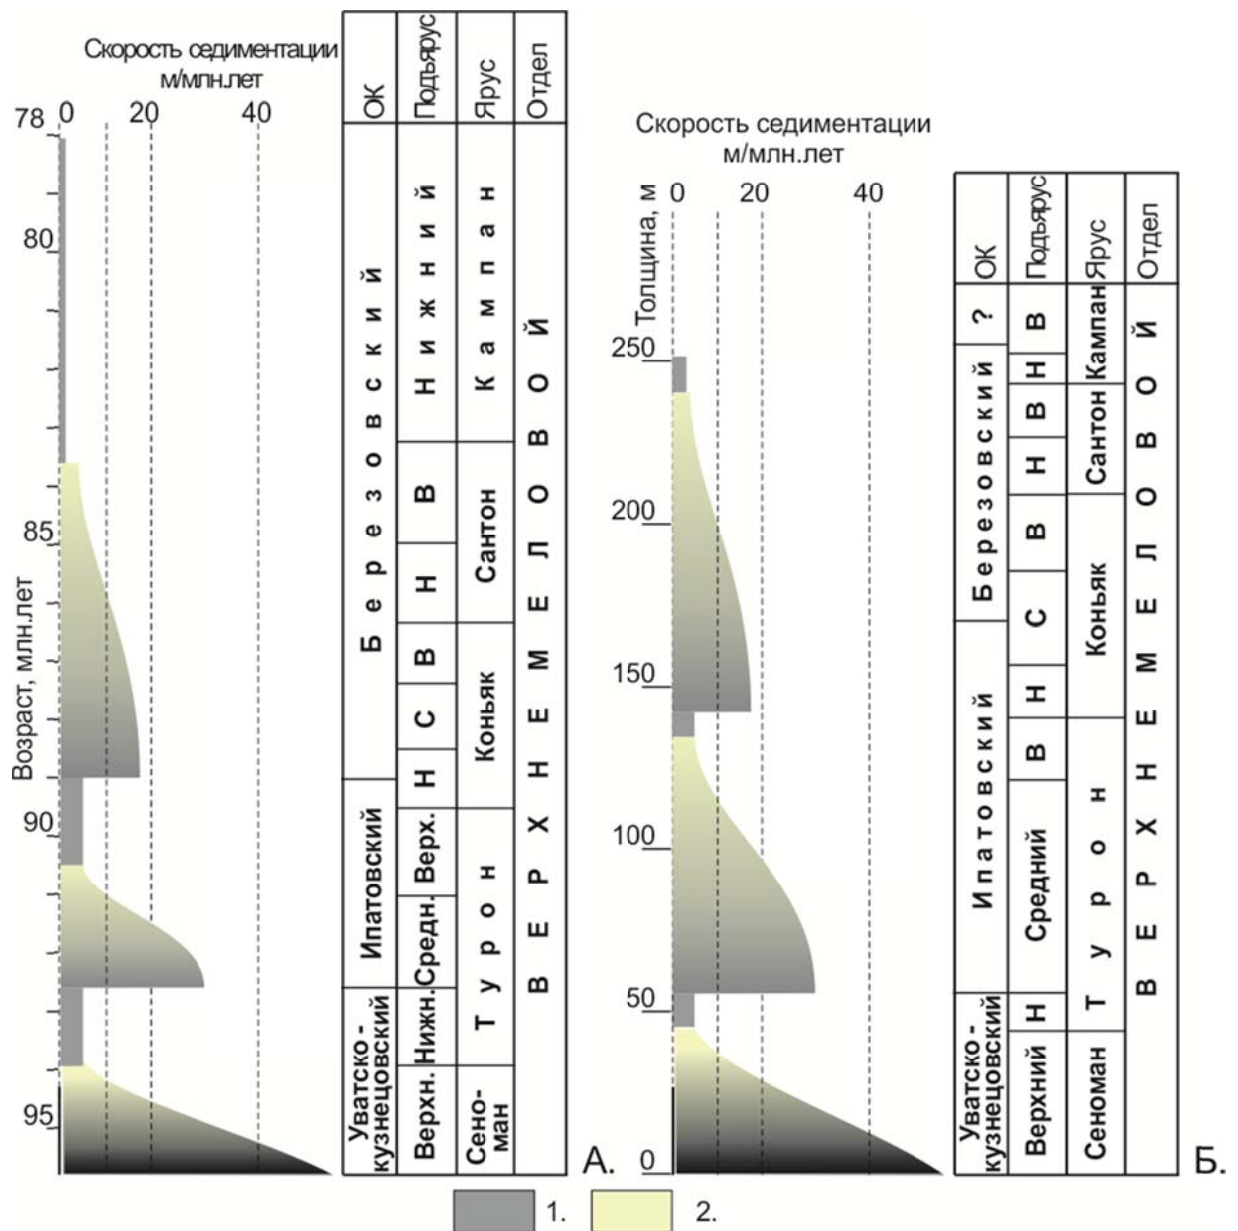 Скорость седиментации
м/млн.лет
78 0 20 40
80
85
90
95
Возраст, млн.лет
ОК
Подъярус
Ярус
Отдел
Березовский
Ипатовский
Уватско-
кузнецовский
Нижний
В
Н
В
С
Н
Верх.
Средн.
Нижн.
Верхн.
Кампан
Сантон
Коньяк
Турон
Сено-
ман
ВЕРХНЕМЕЛОВОЙ
А.
Скорость седиментации
м/млн.лет
0 20 40
Толщина, м
250
200
150
100
50
0
ОК
Подъярус
Ярус
Отдел
?
Березовский
Ипатовский
Уватско-
кузнецовский
В
Н
В
Н
В
С
Н
В
Средний
Н
Верхний
Кампан
Сантон
Коньяк
Турон
Сеноман
ВЕРХНЕМЕЛОВОЙ
Б.
1. 2.